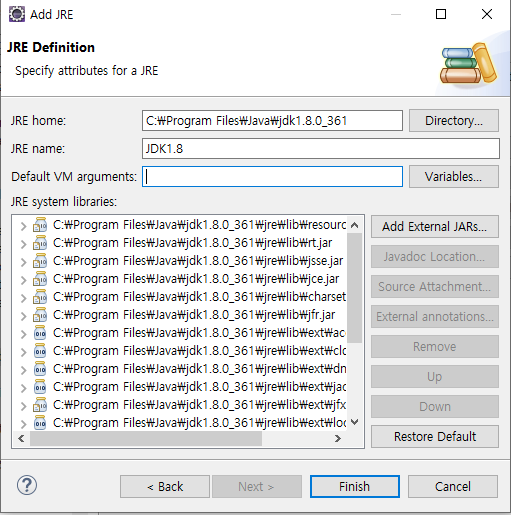 Add JRE
JRE Definition
Specify attributes for a JRE
JRE home: C:₩Program Files₩Java₩jdk1.8.0_361 Directory...
JRE name: JDK1.8
Default VM arguments: Variables...
JRE system libraries:
C:₩Program Files₩Java₩jdk1.8.0_361₩jre₩lib₩resourc
C:₩Program Files₩Java₩jdk1.8.0_361₩jre₩lib₩rt.jar
C:₩Program Files₩Java₩jdk1.8.0_361₩jre₩lib₩jsse.jar
C:₩Program Files₩Java₩jdk1.8.0_361₩jre₩lib₩jce.jar
C:₩Program Files₩Java₩jdk1.8.0_361₩jre₩lib₩charset
C:₩Program Files₩Java₩jdk1.8.0_361₩jre₩lib₩jfr.jar
C:₩Program Files₩Java₩jdk1.8.0_361₩jre₩lib₩ext₩ac
C:₩Program Files₩Java₩jdk1.8.0_361₩jre₩lib₩ext₩clc
C:₩Program Files₩Java₩jdk1.8.0_361₩jre₩lib₩ext₩dn
C:₩Program Files₩Java₩jdk1.8.0_361₩jre₩lib₩ext₩jac
C:₩Program Files₩Java₩jdk1.8.0_361₩jre₩lib₩ext₩jfx
C:₩Program Files₩Java₩jdk1.8.0_361₩jre₩lib₩ext₩loc
Add External JARs...
Javadoc Location...
Source Attachment...
External annotations...
Remove
Up
Down
Restore Default
?
< Back
Next >
Finish
Cancel